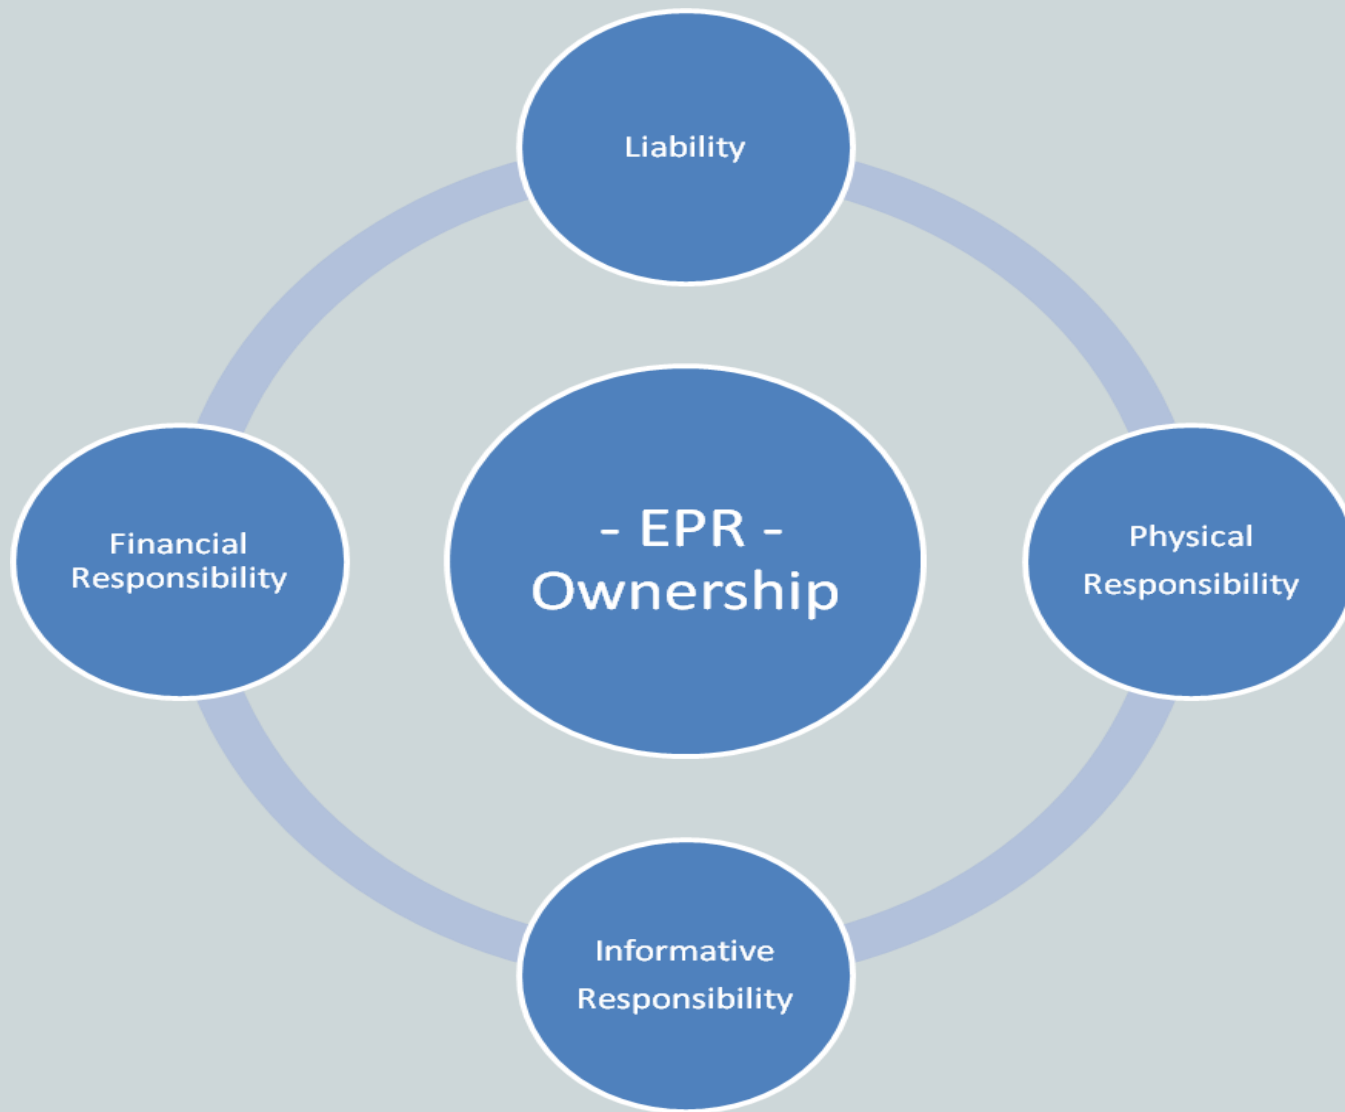 Liability
- EPR -
Ownership
Financial
Responsibility
Physical
Responsibility
Informative
Responsibility